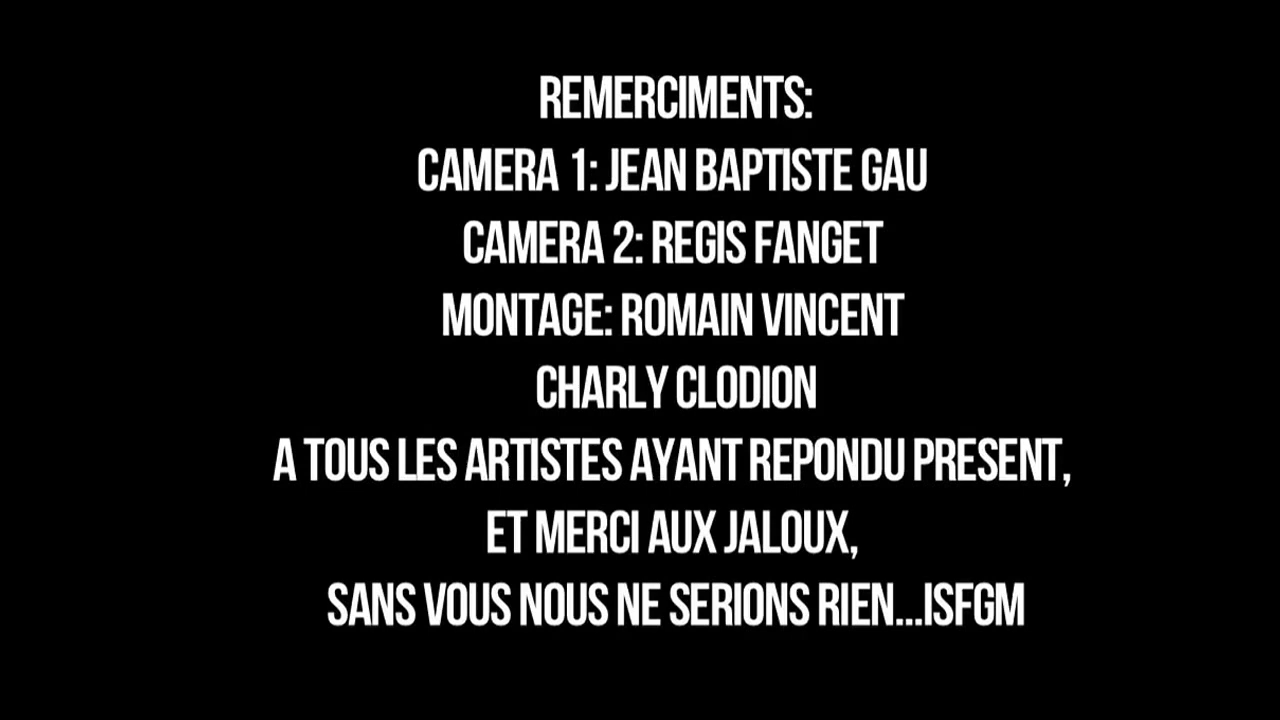 REMERCIMENTS:
CAMERA 1: JEAN BAPTISTE GAU
CAMERA 2: REGIS FANGET
MONTAGE: ROMAIN VINCENT
CHARLY CLODION
A TOUS LES ARTISTES AYANT REPONDU PRESENT,
ET MERCI AUX JALOUX,
SANS VOUS NOUS NE SERIONS RIEN...ISFGM